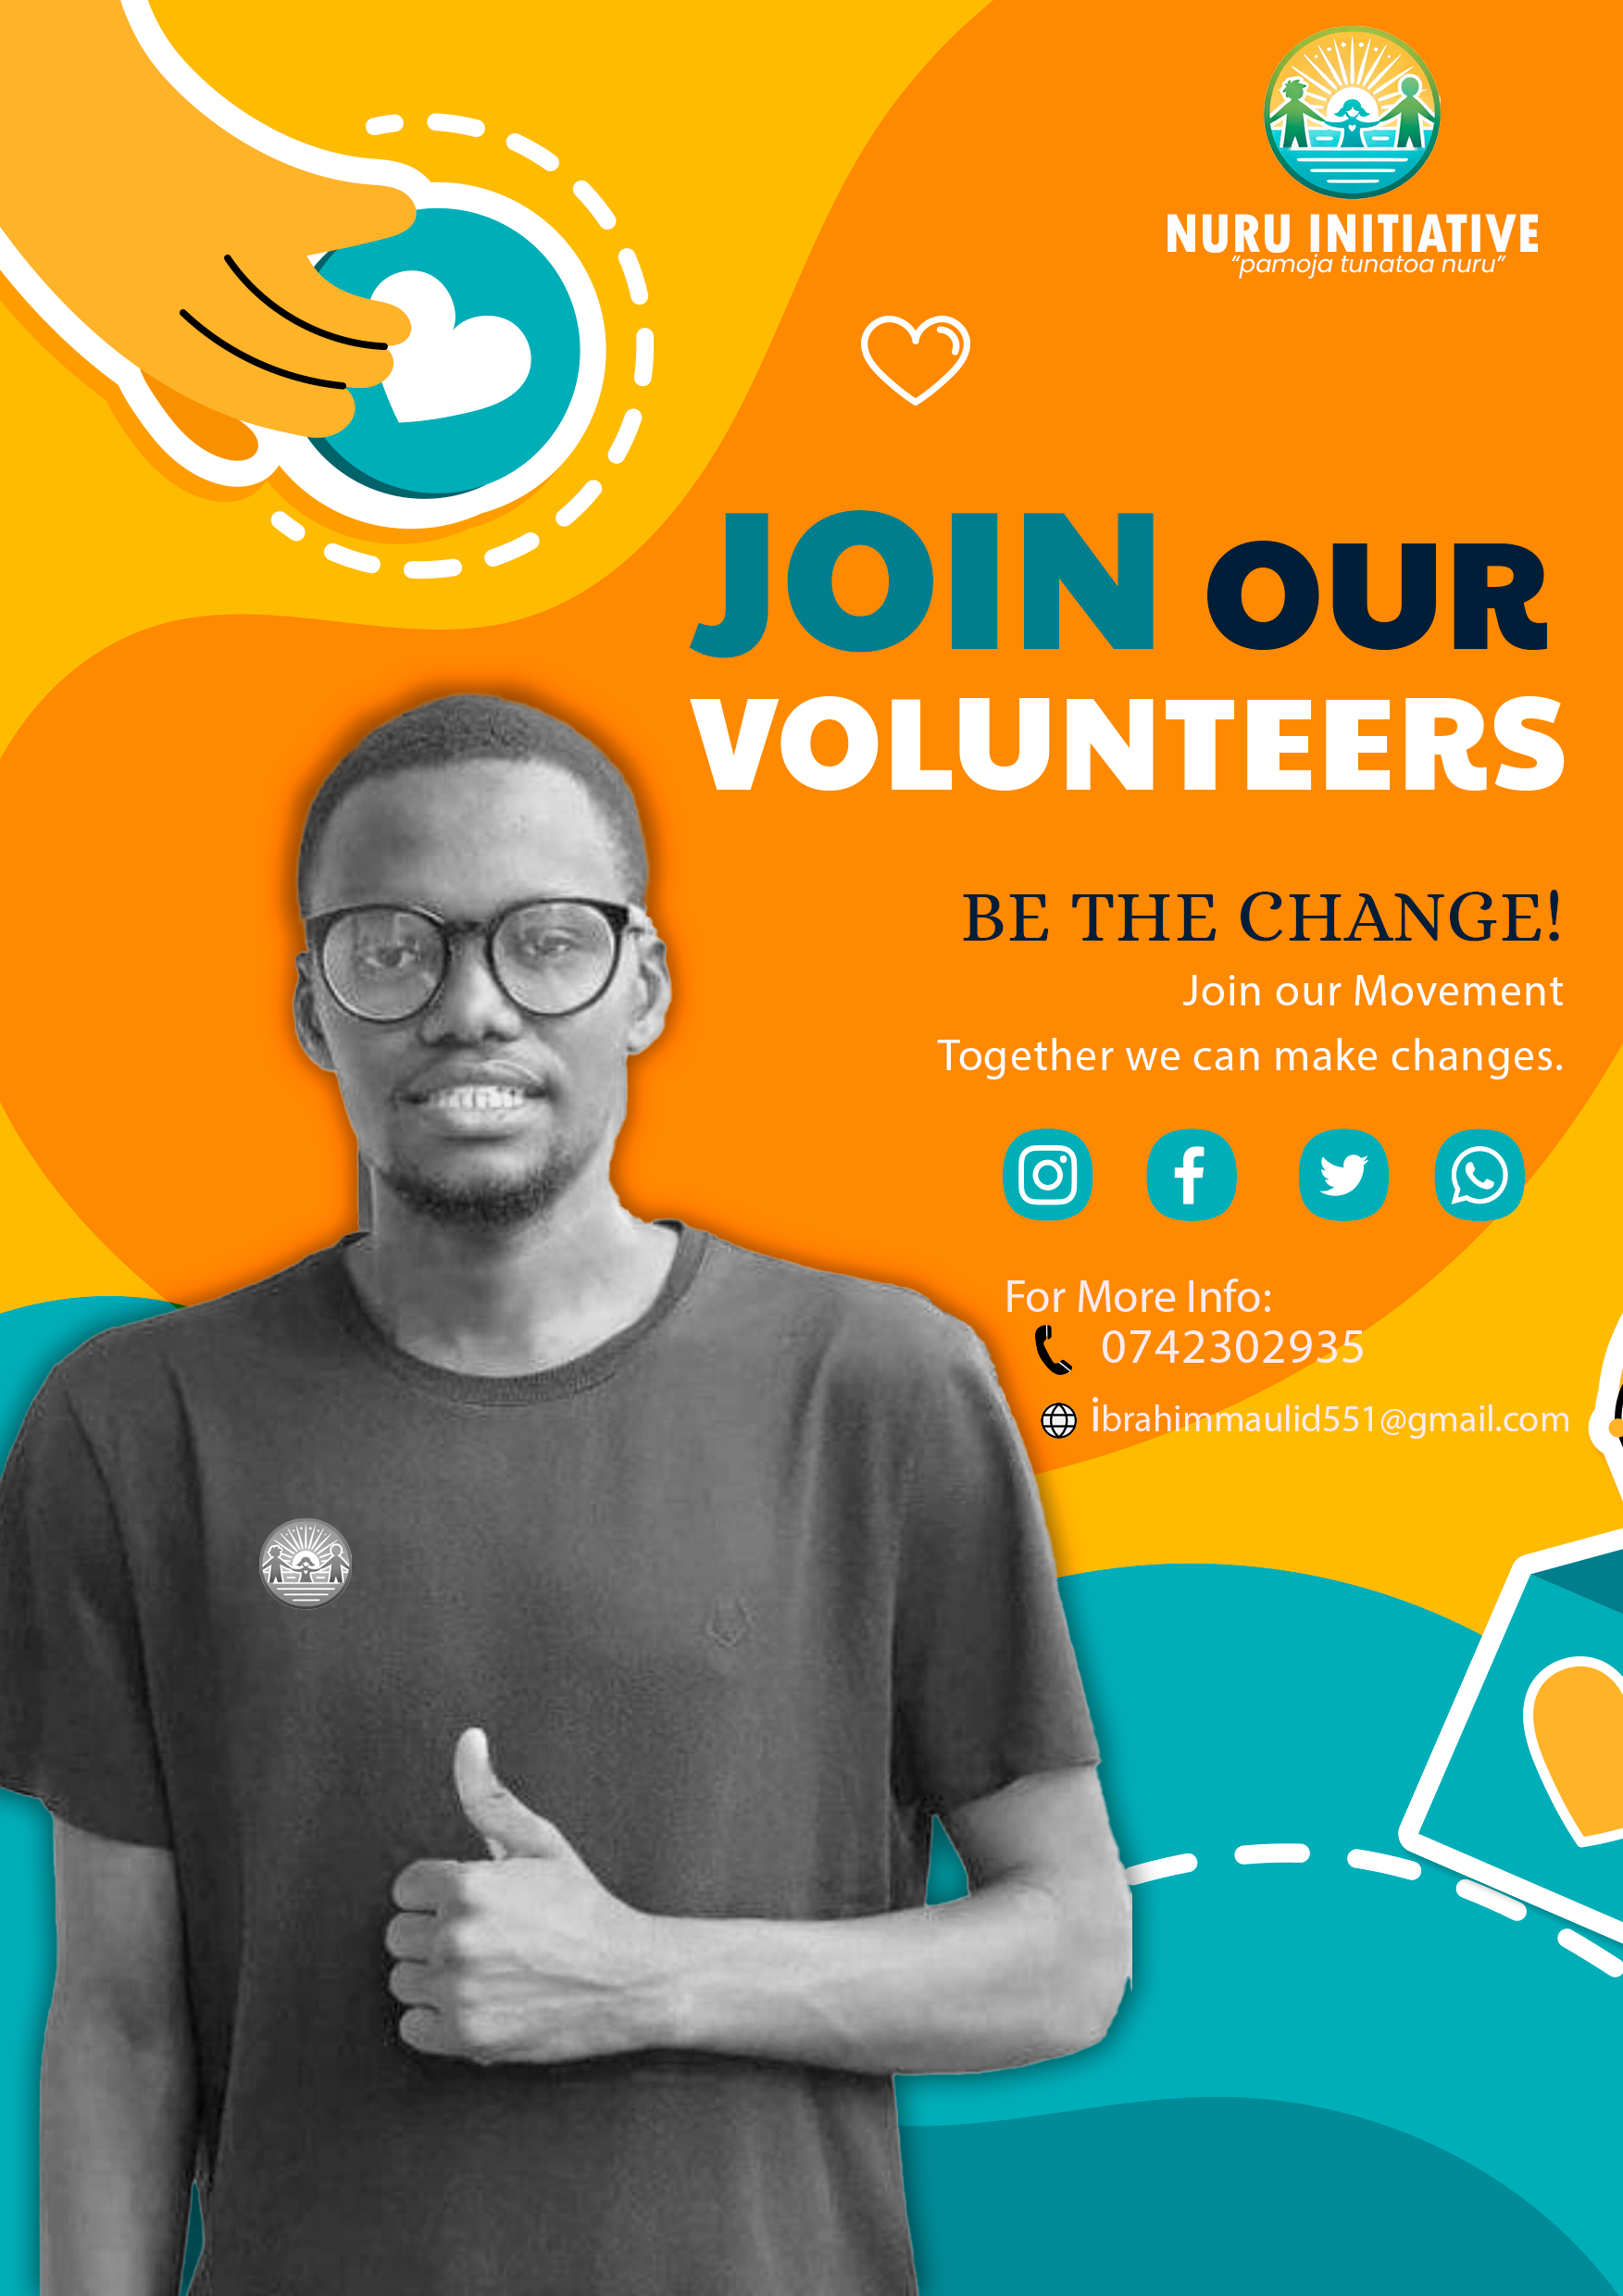 NURU INITIATIVE
“pamoja tunatoa nuru”
JOIN OUR
VOLUNTEERS
BE THE CHANGE!
Join our Movement
Together we can make changes.
For More Info:
0742302935
ibrahimmaulid551@gmail.com